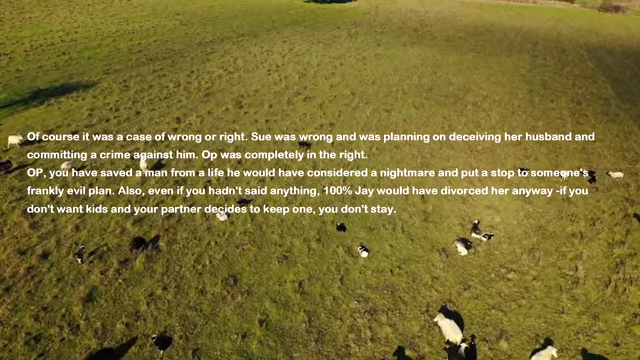 Of course it was a case of wrong or right. Sue was wrong and was planning on deceiving her husband and
committing a crime against him. Op was completely in the right.
OP, you have saved a man from a life he would have considered a nightmare and put a stop to someone's
frankly evil plan. Also, even if you hadn't said anything, 100% Jay would have divorced her anyway -if you
don't want kids and your partner decides to keep one, you don't stay.